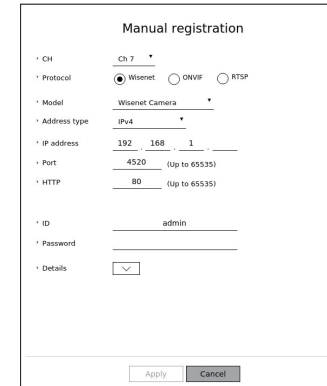 Manual registration
CH Ch 7
Protocol Wisenet ONVIF RTSP
Model Wisenet Camera
Address type IPv4
IP address 192 . 168 . 1 .
Port 4520 (Up to 65535)
HTTP 80 (Up to 65535)
ID admin
Password
Details
Apply Cancel